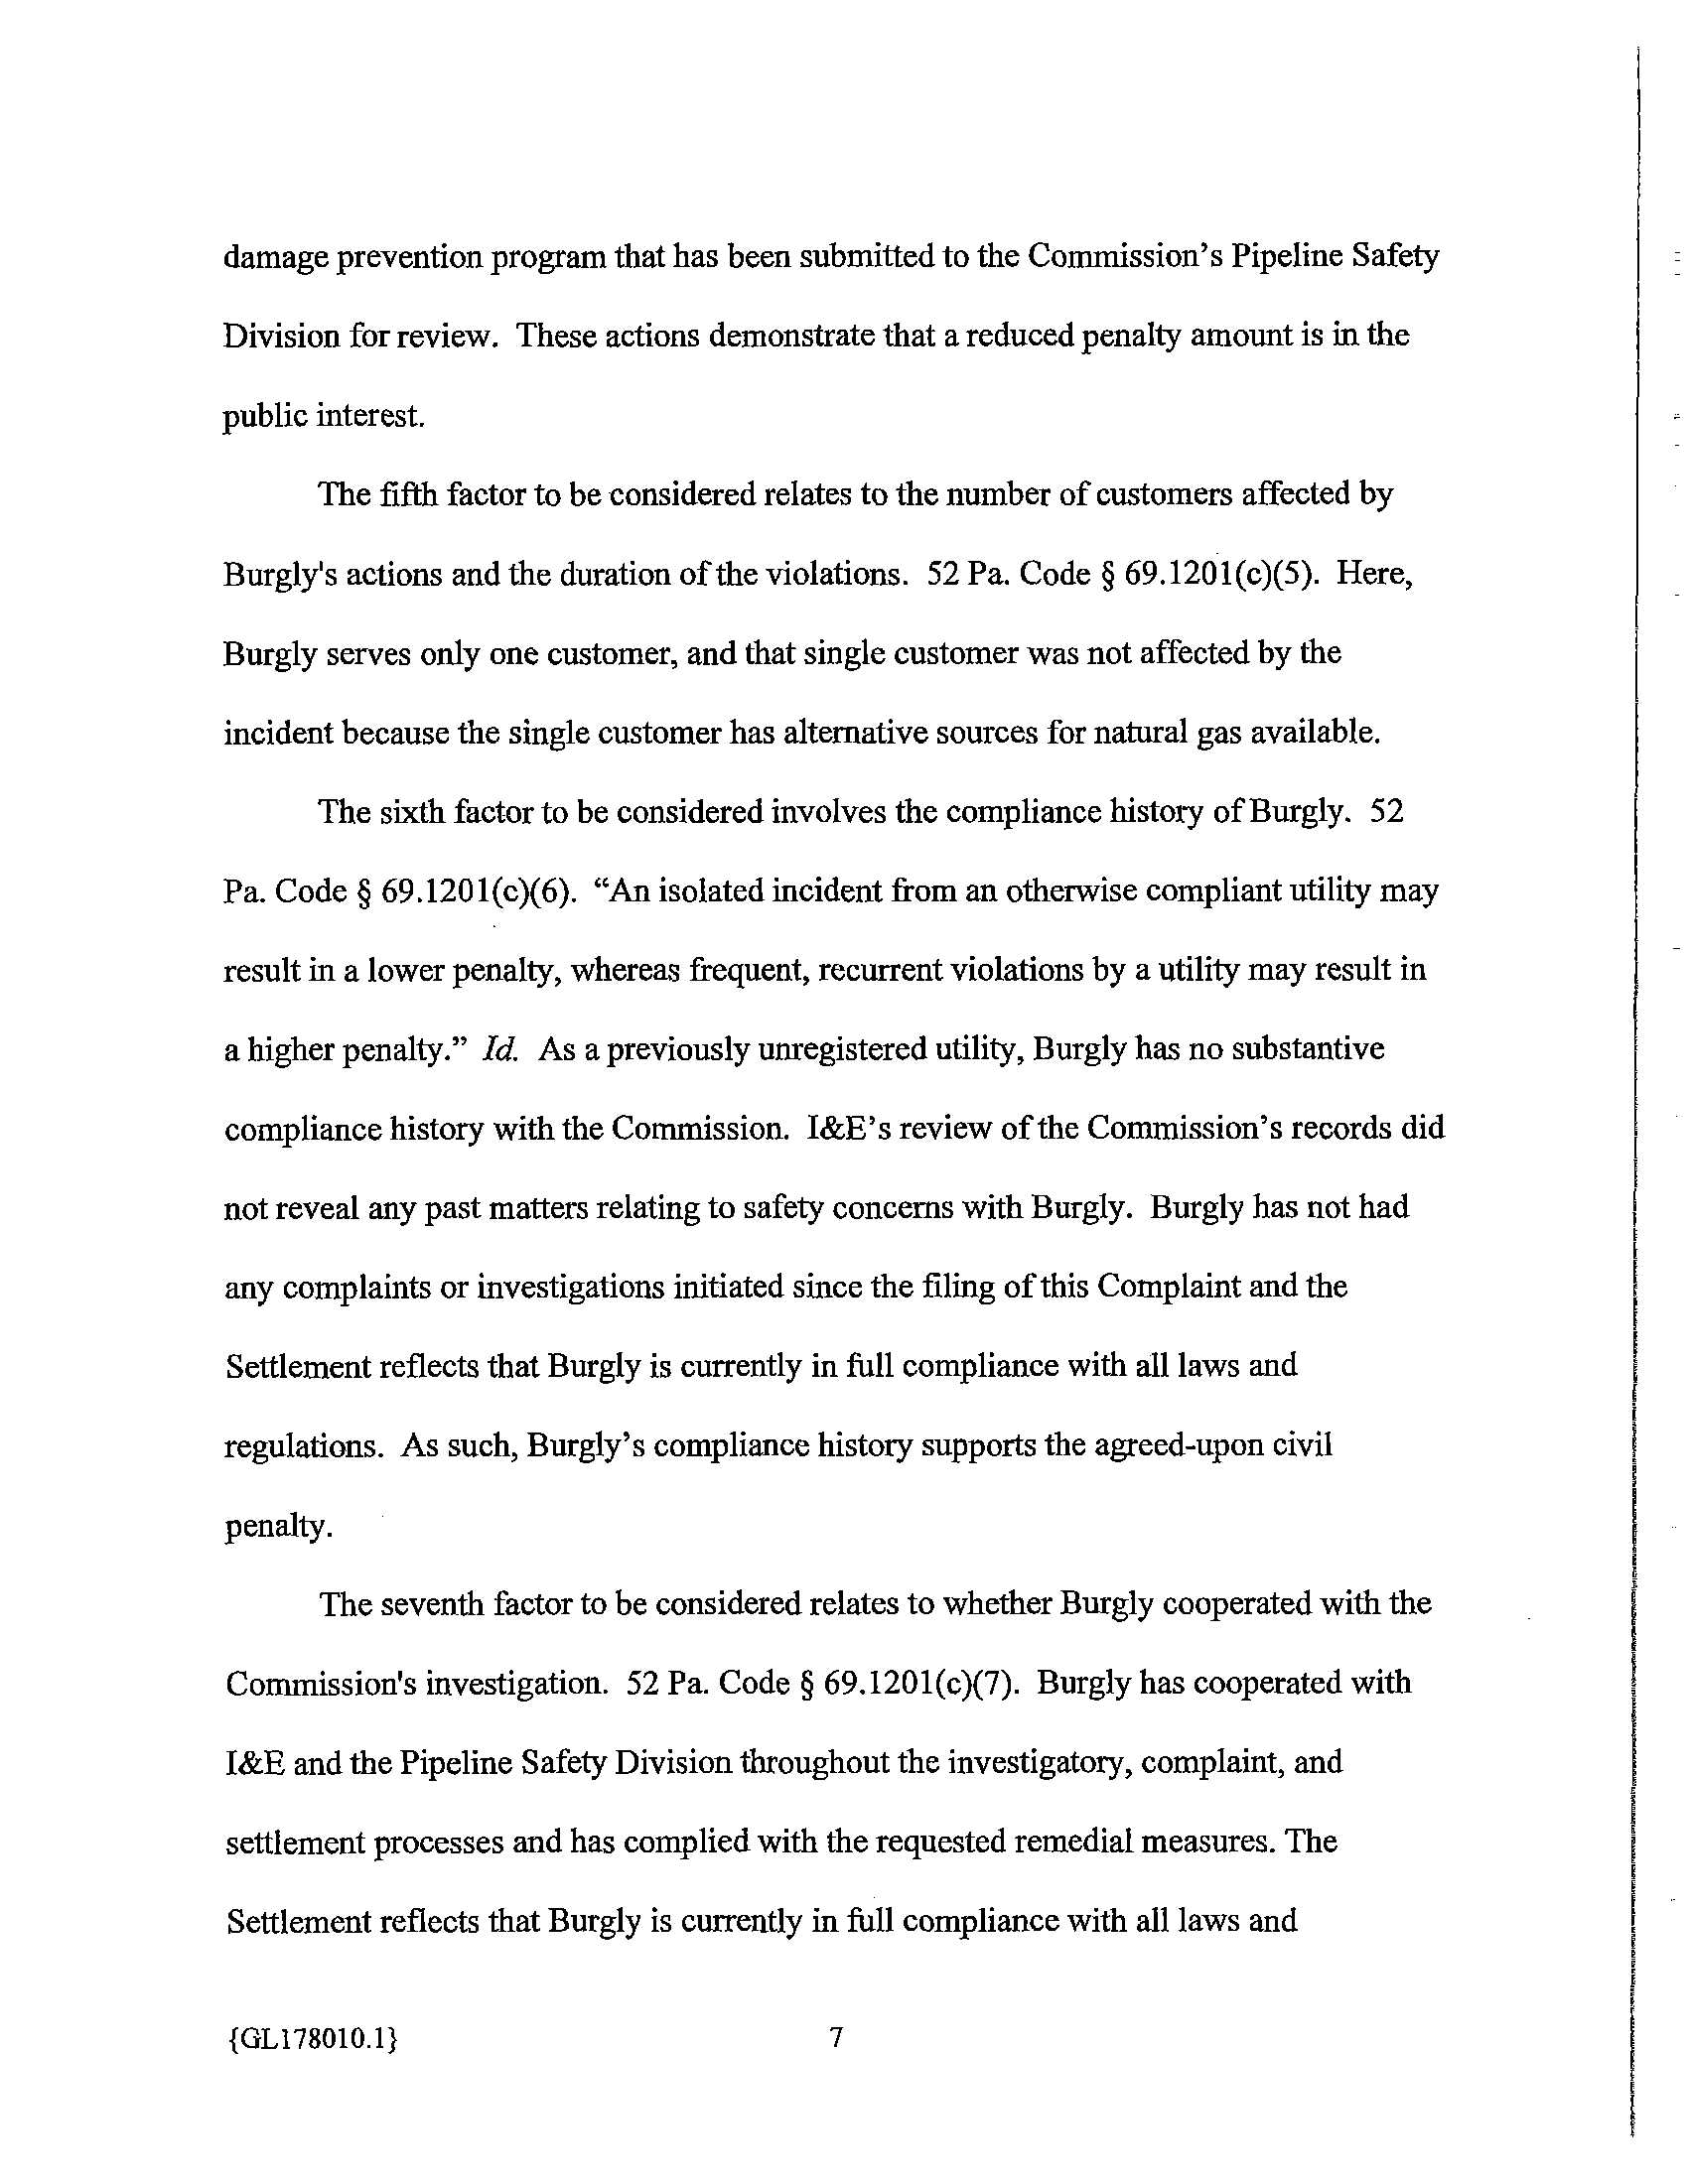 damage prevention program that has been submitted to the Commission’s Pipeline Safety
Division for review. These actions demonstrate that a reduced penalty amount is in the
public interest.
The fifth factor to be considered relates to the number of customers affected by
Burgly's actions and the duration of the violations. 52 Pa. Code § 69.1201(c)(5). Here,
Burgly serves only one customer, and that single customer was not affected by the
incident because the single customer has alternative sources for natural gas available.
The sixth factor to be considered involves the compliance history of Burgly. 52
Pa. Code § 69.1201(c)(6). “An isolated incident from an otherwise compliant utility may
result in a lower penalty, whereas frequent, recurrent violations by a utility may result in
a higher penalty.” Id. As a previously unregistered utility, Burgly has no substantive
compliance history with the Commission. I&E’s review of the Commission’s records did
not reveal any past matters relating to safety concerns with Burgly. Burgly has not had
any complaints or investigations initiated since the filing of this Complaint and the
Settlement reflects that Burgly is currently in full compliance with all laws and
regulations. As such, Burgly’s compliance history supports the agreed-upon civil
penalty.
The seventh factor to be considered relates to whether Burgly cooperated with the
Commission's investigation. 52 Pa. Code § 69.1201(c)(7). Burgly has cooperated with
I&E and the Pipeline Safety Division throughout the investigatory, complaint, and
settlement processes and has complied with the requested remedial measures. The
Settlement reflects that Burgly is currently in full compliance with all laws and
{GL178010.1}
7